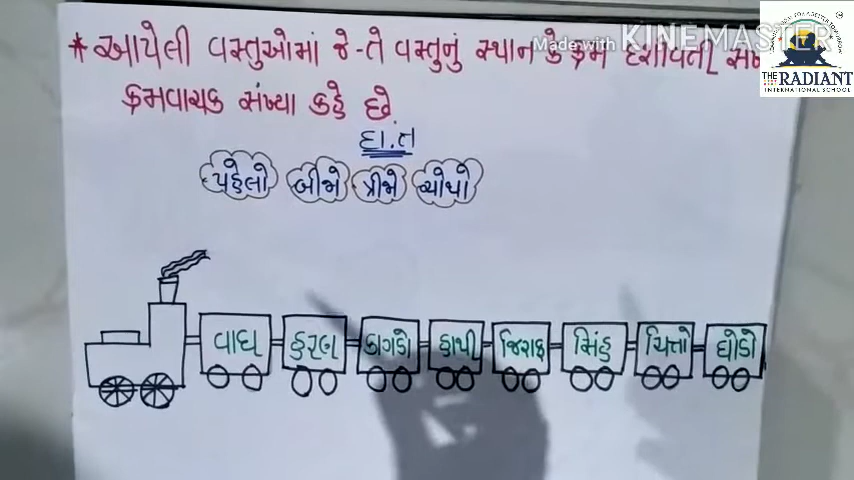 * આપેલી વસ્તુઓમાં જે-તે વસ્તુનું સ્થાન કે ક્રમ દર્શાવતી
ક્રમવાચક સંખ્યા કહે છે.
દા.ત
પહેલો બીજો ત્રીજો ચોથો
વાઘ હરણ કાગડો હાથી જિરાફ સિંહ ચિત્તો ઘોડો
Made with KINEMASTER
THE RADIANT
INTERNATIONAL SCHOOL